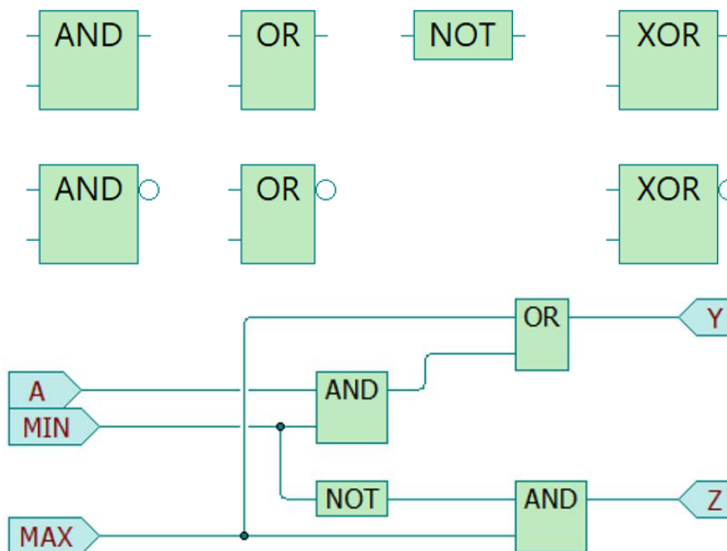 AND OR NOT XOR
AND OR XOR
OR Y
A AND
MIN
NOT AND Z
MAX